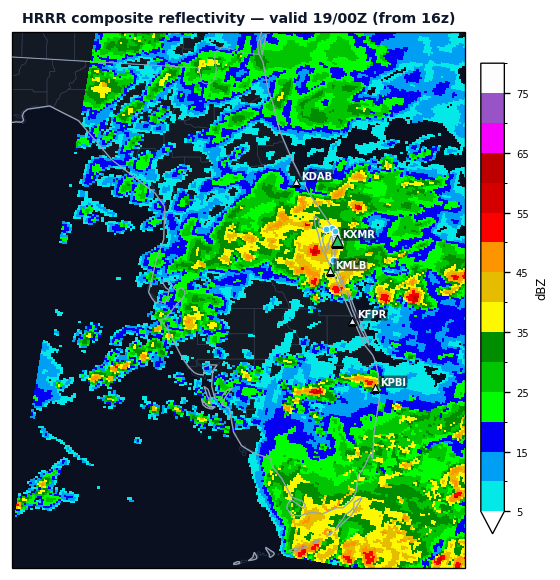 HRRR composite reflectivity — valid 19/00Z (from 16z)
KDAB
KXMR
KMLB
KFPR
KPBI
75
65
55
45
35
25
15
5
dBZ